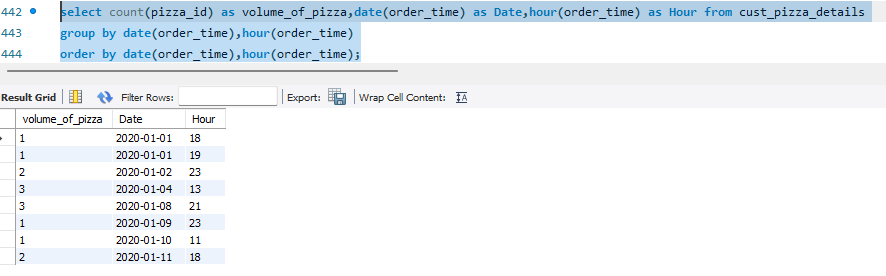 442 select count(pizza_id) as volume_of_pizza,date(order_time) as Date,hour(order_time) as Hour from cust_pizza_details
443 group by date(order_time),hour(order_time)
444 order by date(order_time),hour(order_time);
Result Grid Filter Rows: Export: Wrap Cell Content: IA
volume_of_pizza Date Hour
1 2020-01-01 18
1 2020-01-01 19
2 2020-01-02 23
3 2020-01-04 13
3 2020-01-08 21
1 2020-01-09 23
1 2020-01-10 11
2 2020-01-11 18